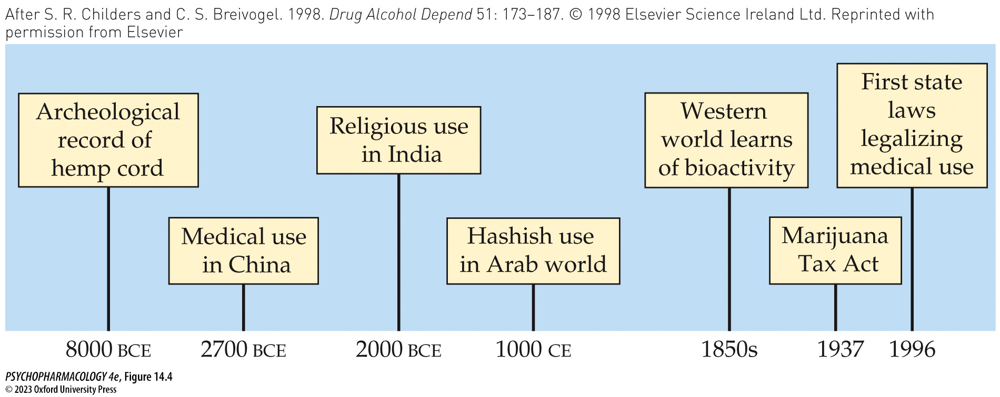 After S. R. Childers and C. S. Breivogel. 1998. Drug Alcohol Depend 51: 173–187. © 1998 Elsevier Science Ireland Ltd. Reprinted with
permission from Elsevier
Archeological
record of
hemp cord
Medical use
in China
Religious use
in India
Hashish use
in Arab world
Western
world learns
of bioactivity
Marijuana
Tax Act
First state
laws
legalizing
medical use
8000 BCE
2700 BCE
2000 BCE
1000 CE
1850s
1937
1996
PSYCHOPHARMACOLOGY 4e, Figure 14.4
© 2023 Oxford University Press